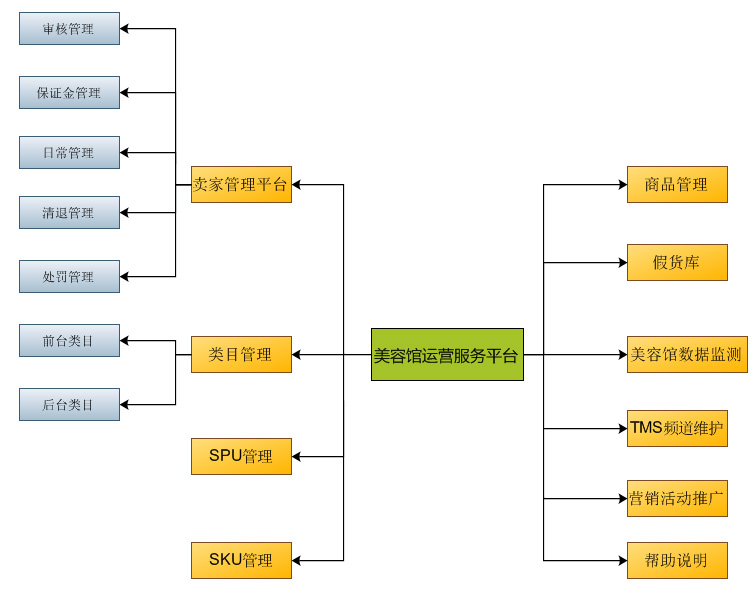 审核管理
保证金管理
日常管理
清退管理
处罚管理
前台类目
后台类目
卖家管理平台
类目管理
SPU管理
SKU管理
美容馆运营服务平台
商品管理
假货库
美容馆数据监测
TMS频道维护
营销活动推广
帮助说明